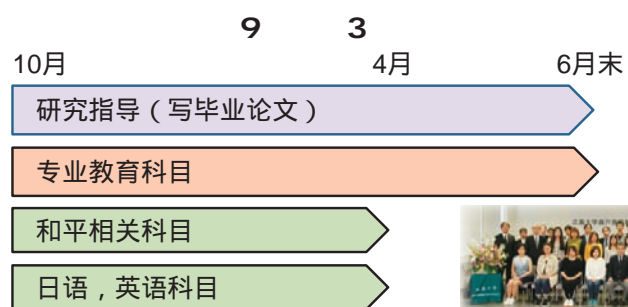 9 3
10月 4月 6月末
研究指导（写毕业论文）
专业教育科目
和平相关科目
日语，英语科目